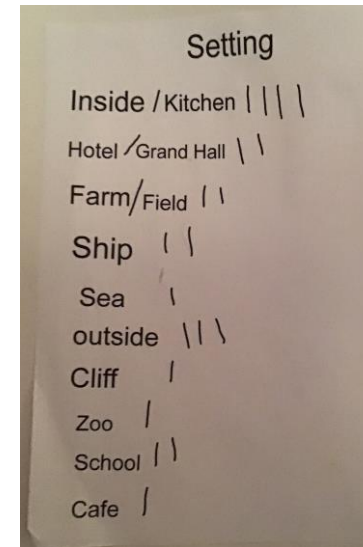 Setting
Inside / Kitchen ||||
Hotel / Grand Hall ||
Farm/Field ||
Ship ||
Sea |
outside |||
Cliff |
Zoo |
School ||
Cafe |